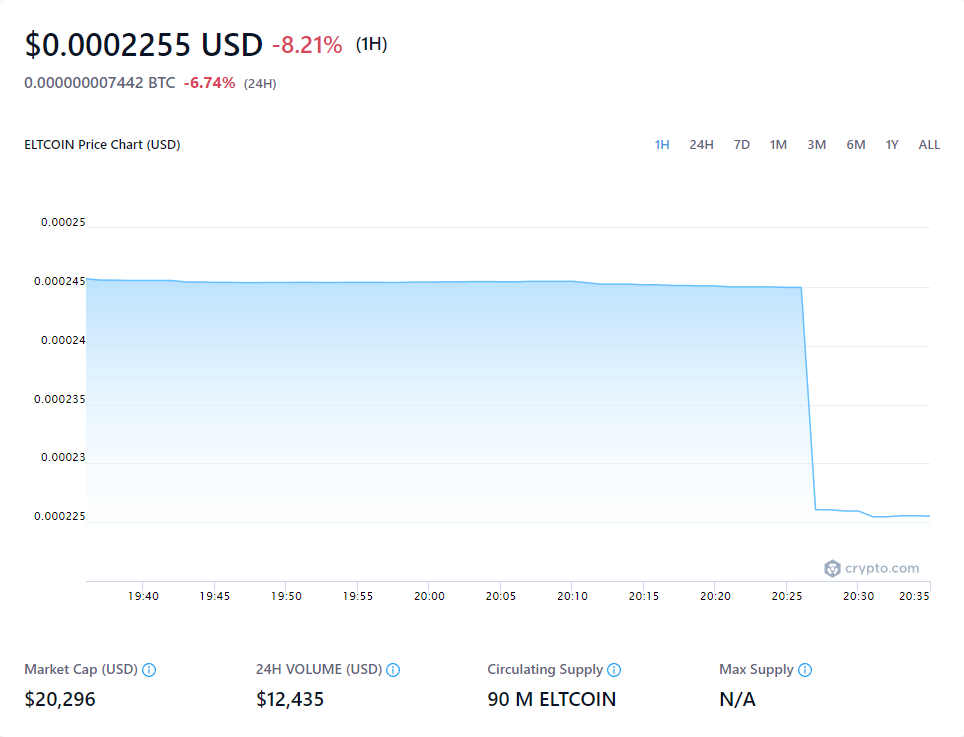 $0.0002255 USD -8.21% (1H)
0.000000007442 BTC -6.74% (24H)
ELTCOIN Price Chart (USD) 1H 24H 7D 1M 3M 6M 1Y ALL
0.00025
0.000245
0.00024
0.000235
0.00023
0.000225
crypto.com
19:40 19:45 19:50 19:55 20:00 20:05 20:10 20:15 20:20 20:25 20:30 20:35
Market Cap (USD) 24H VOLUME (USD) Circulating Supply Max Supply
$20,296 $12,435 90 M ELTCOIN N/A